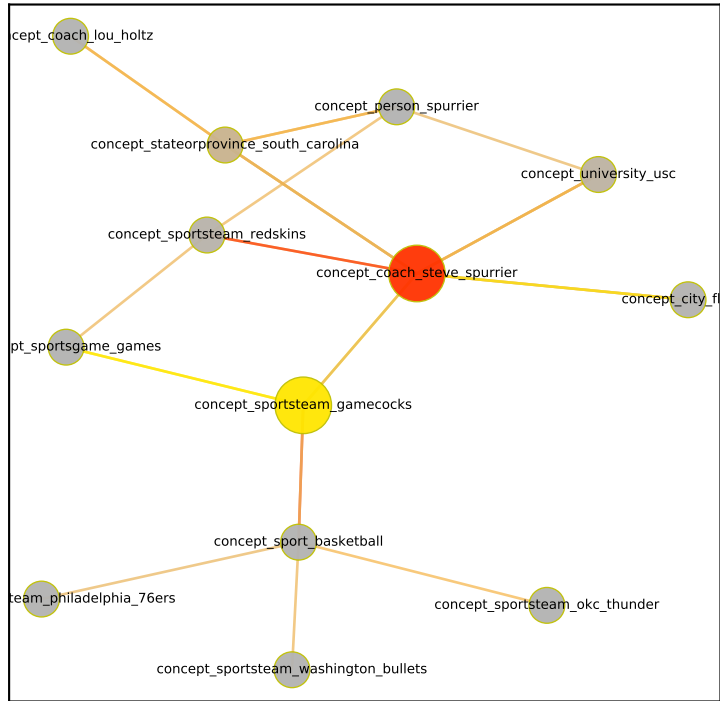 cept_coach_lou_holtz
concept_person_spurrier
concept_stateorprovince_south_carolina
concept_university_usc
concept_sportsteam_redskins
concept_coach_steve_spurrier
concept_city_fl
pt_sportsgame_games
concept_sportsteam_gamecocks
concept_sport_basketball
team_philadelphia_76ers
concept_sportsteam_okc_thunder
concept_sportsteam_washington_bullets